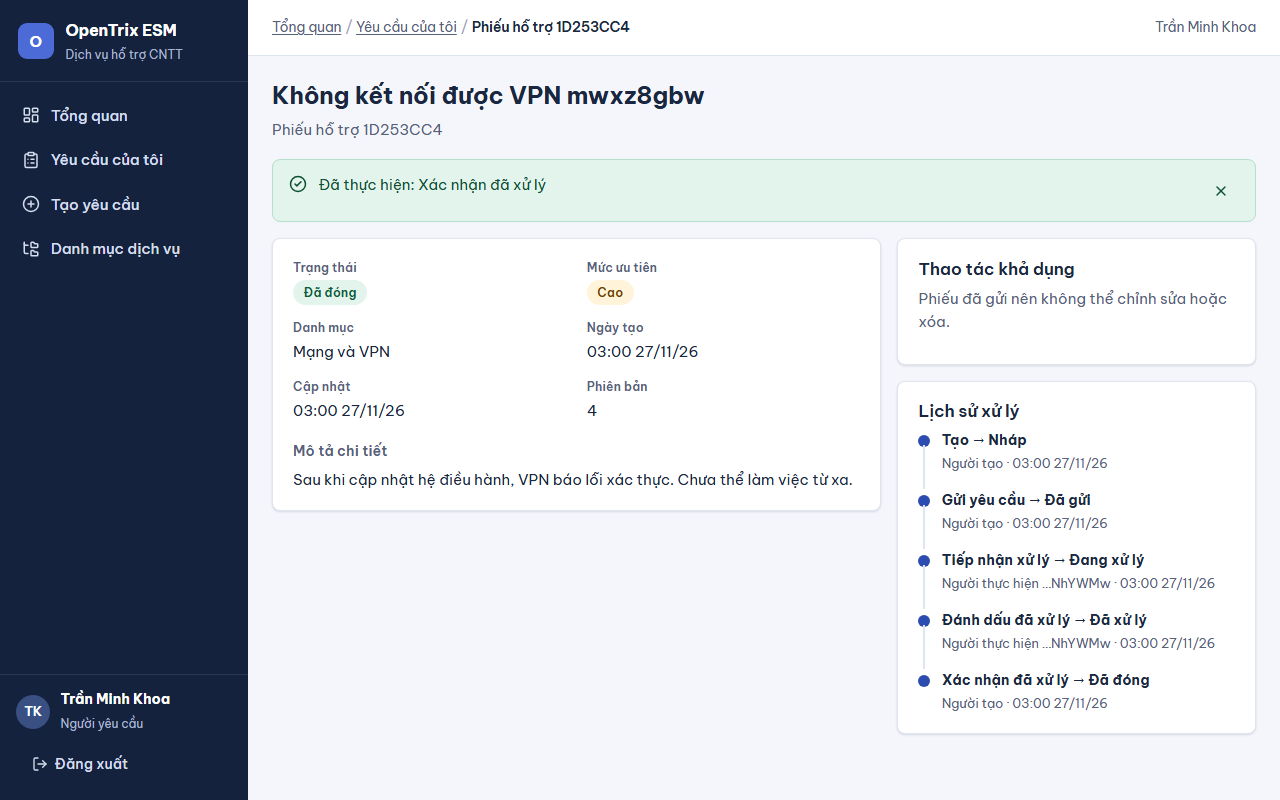 O
OpenTrix ESM
Dịch vụ hỗ trợ CNTT
Tổng quan
Yêu cầu của tôi
Tạo yêu cầu
Danh mục dịch vụ
TK
Trần Minh Khoa
Người yêu cầu
Đăng xuất
Tổng quan / Yêu cầu của tôi / Phiếu hỗ trợ 1D253CC4
Trần Minh Khoa
Không kết nối được VPN mwxz8gbw
Phiếu hỗ trợ 1D253CC4
Đã thực hiện: Xác nhận đã xử lý
Trạng thái
Đã đóng
Mức ưu tiên
Cao
Danh mục
Mạng và VPN
Ngày tạo
03:00 27/11/26
Cập nhật
03:00 27/11/26
Phiên bản
4
Mô tả chi tiết
Sau khi cập nhật hệ điều hành, VPN báo lỗi xác thực. Chưa thể làm việc từ xa.
Thao tác khả dụng
Phiếu đã gửi nên không thể chỉnh sửa hoặc
xóa.
Lịch sử xử lý
Tạo → Nháp
Người tạo · 03:00 27/11/26
Gửi yêu cầu → Đã gửi
Người tạo · 03:00 27/11/26
Tiếp nhận xử lý → Đang xử lý
Người thực hiện …NhYWMw · 03:00 27/11/26
Đánh dấu đã xử lý → Đã xử lý
Người thực hiện …NhYWMw · 03:00 27/11/26
Xác nhận đã xử lý → Đã đóng
Người tạo · 03:00 27/11/26